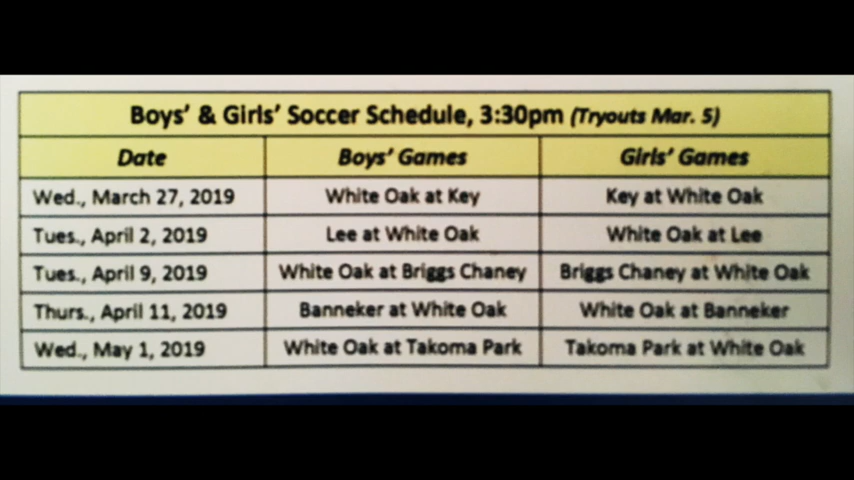 Boys' & Girls' Soccer Schedule, 3:30pm (Tryouts Mar. 5)
Date Boys' Games Girls' Games
Wed., March 27, 2019 White Oak at Key Key at White Oak
Tues., April 2, 2019 Lee at White Oak White Oak at Lee
Tues., April 9, 2019 White Oak at Briggs Chaney Briggs Chaney at White Oak
Thurs., April 11, 2019 Banneker at White Oak White Oak at Banneker
Wed., May 1, 2019 White Oak at Takoma Park Takoma Park at White Oak